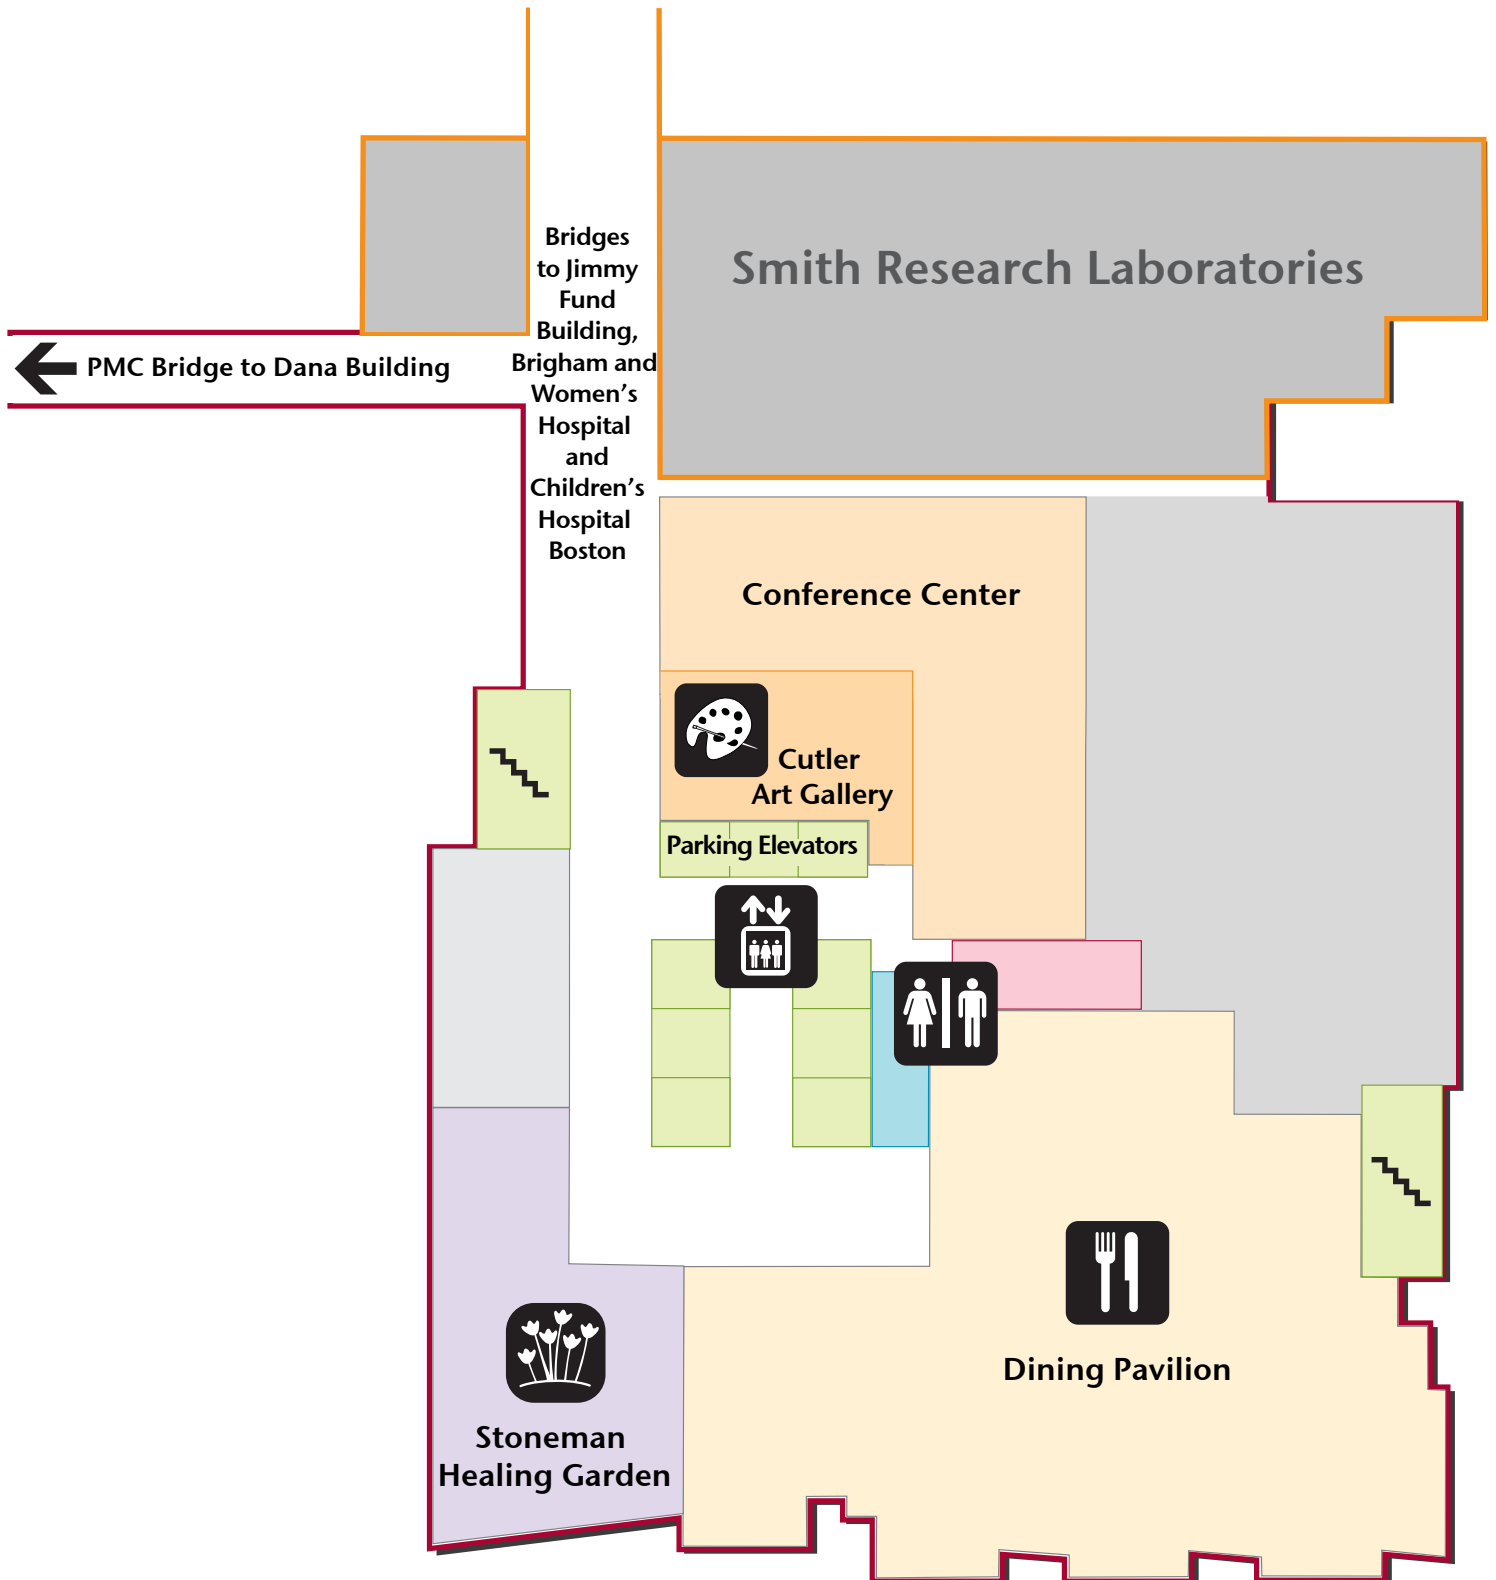 Bridges
to Jimmy
Fund
Building,
Brigham and
Women's
Hospital
and
Children's
Hospital
Boston
Smith Research Laboratories
PMC Bridge to Dana Building
Conference Center
Cutler
Art Gallery
Parking Elevators
Dining Pavilion
Stoneman
Healing Garden